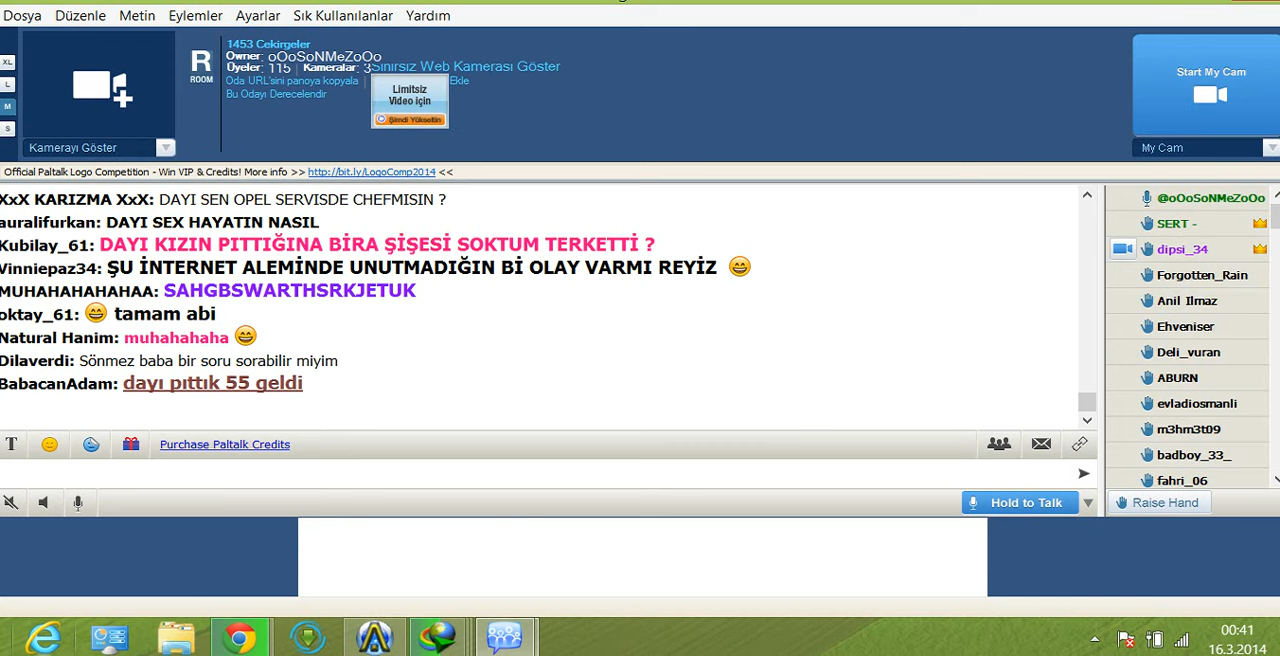 Dosya Düzenle Metin Eylemler Ayarlar Sık Kullanılanlar Yardım
XL
L
M
S
Kamerayı Göster
R
ROOM
1453 Cekirgeler
Owner: oOoSoNMeZoOo
Üyeler: 115 | Kameralar: 3
Sınırsız Web Kamerası Göster
Oda URL'sini panoya kopyala | Ekle
Bu Odayı Derecelendir
Limitsiz
Video için
Şimdi Yükseltin
Start My Cam
My Cam
Official Paltalk Logo Competition - Win VIP & Credits! More info >> http://bit.ly/LogoComp2014 <<
XxX KARIZMA XxX: DAYI SEN OPEL SERVISDE CHEFMISIN ?
auralifurkan: DAYI SEX HAYATIN NASIL
Kubilay_61: DAYI KIZIN PITTIĞINA BİRA ŞİŞESİ SOKTUM TERKETTİ ?
Vinniepaz34: ŞU İNTERNET ALEMİNDE UNUTMADIĞIN Bİ OLAY VARMI REYİZ 😄
MUHAHAHAHAHAA: SAHGBSWARTHSRKJETUK
oktay_61: 😄 tamam abi
Natural Hanim: muhahahaha 😄
Dilaverdi: Sönmez baba bir soru sorabilir miyim
BabacanAdam: dayı pıttık 55 geldi
@oOoSoNMeZoOo
SERT -
dipsi_34
Forgotten_Rain
Anil Ilmaz
Ehveniser
Deli_vuran
ABURN
evladiosmanli
m3hm3t09
badboy_33_
fahri_06
T Purchase Paltalk Credits
Hold to Talk
Raise Hand
00:41
16.3.2014